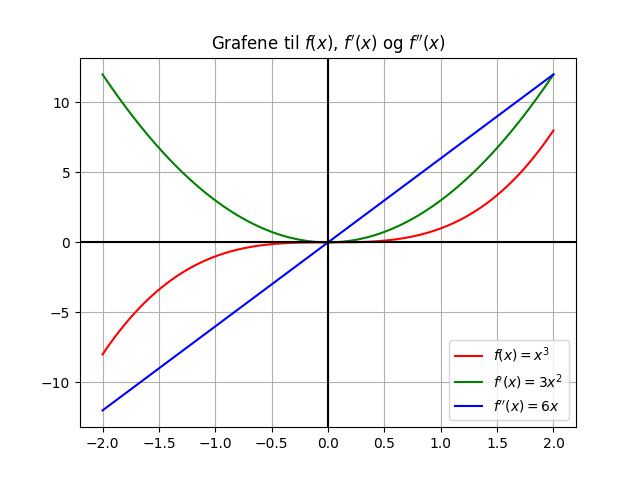 Grafene til f(x), f′(x) og f′′(x)
10
5
0
−5
−10
−2.0 −1.5 −1.0 −0.5 0.0 0.5 1.0 1.5 2.0
f(x) = x³
f′(x) = 3x²
f′′(x) = 6x